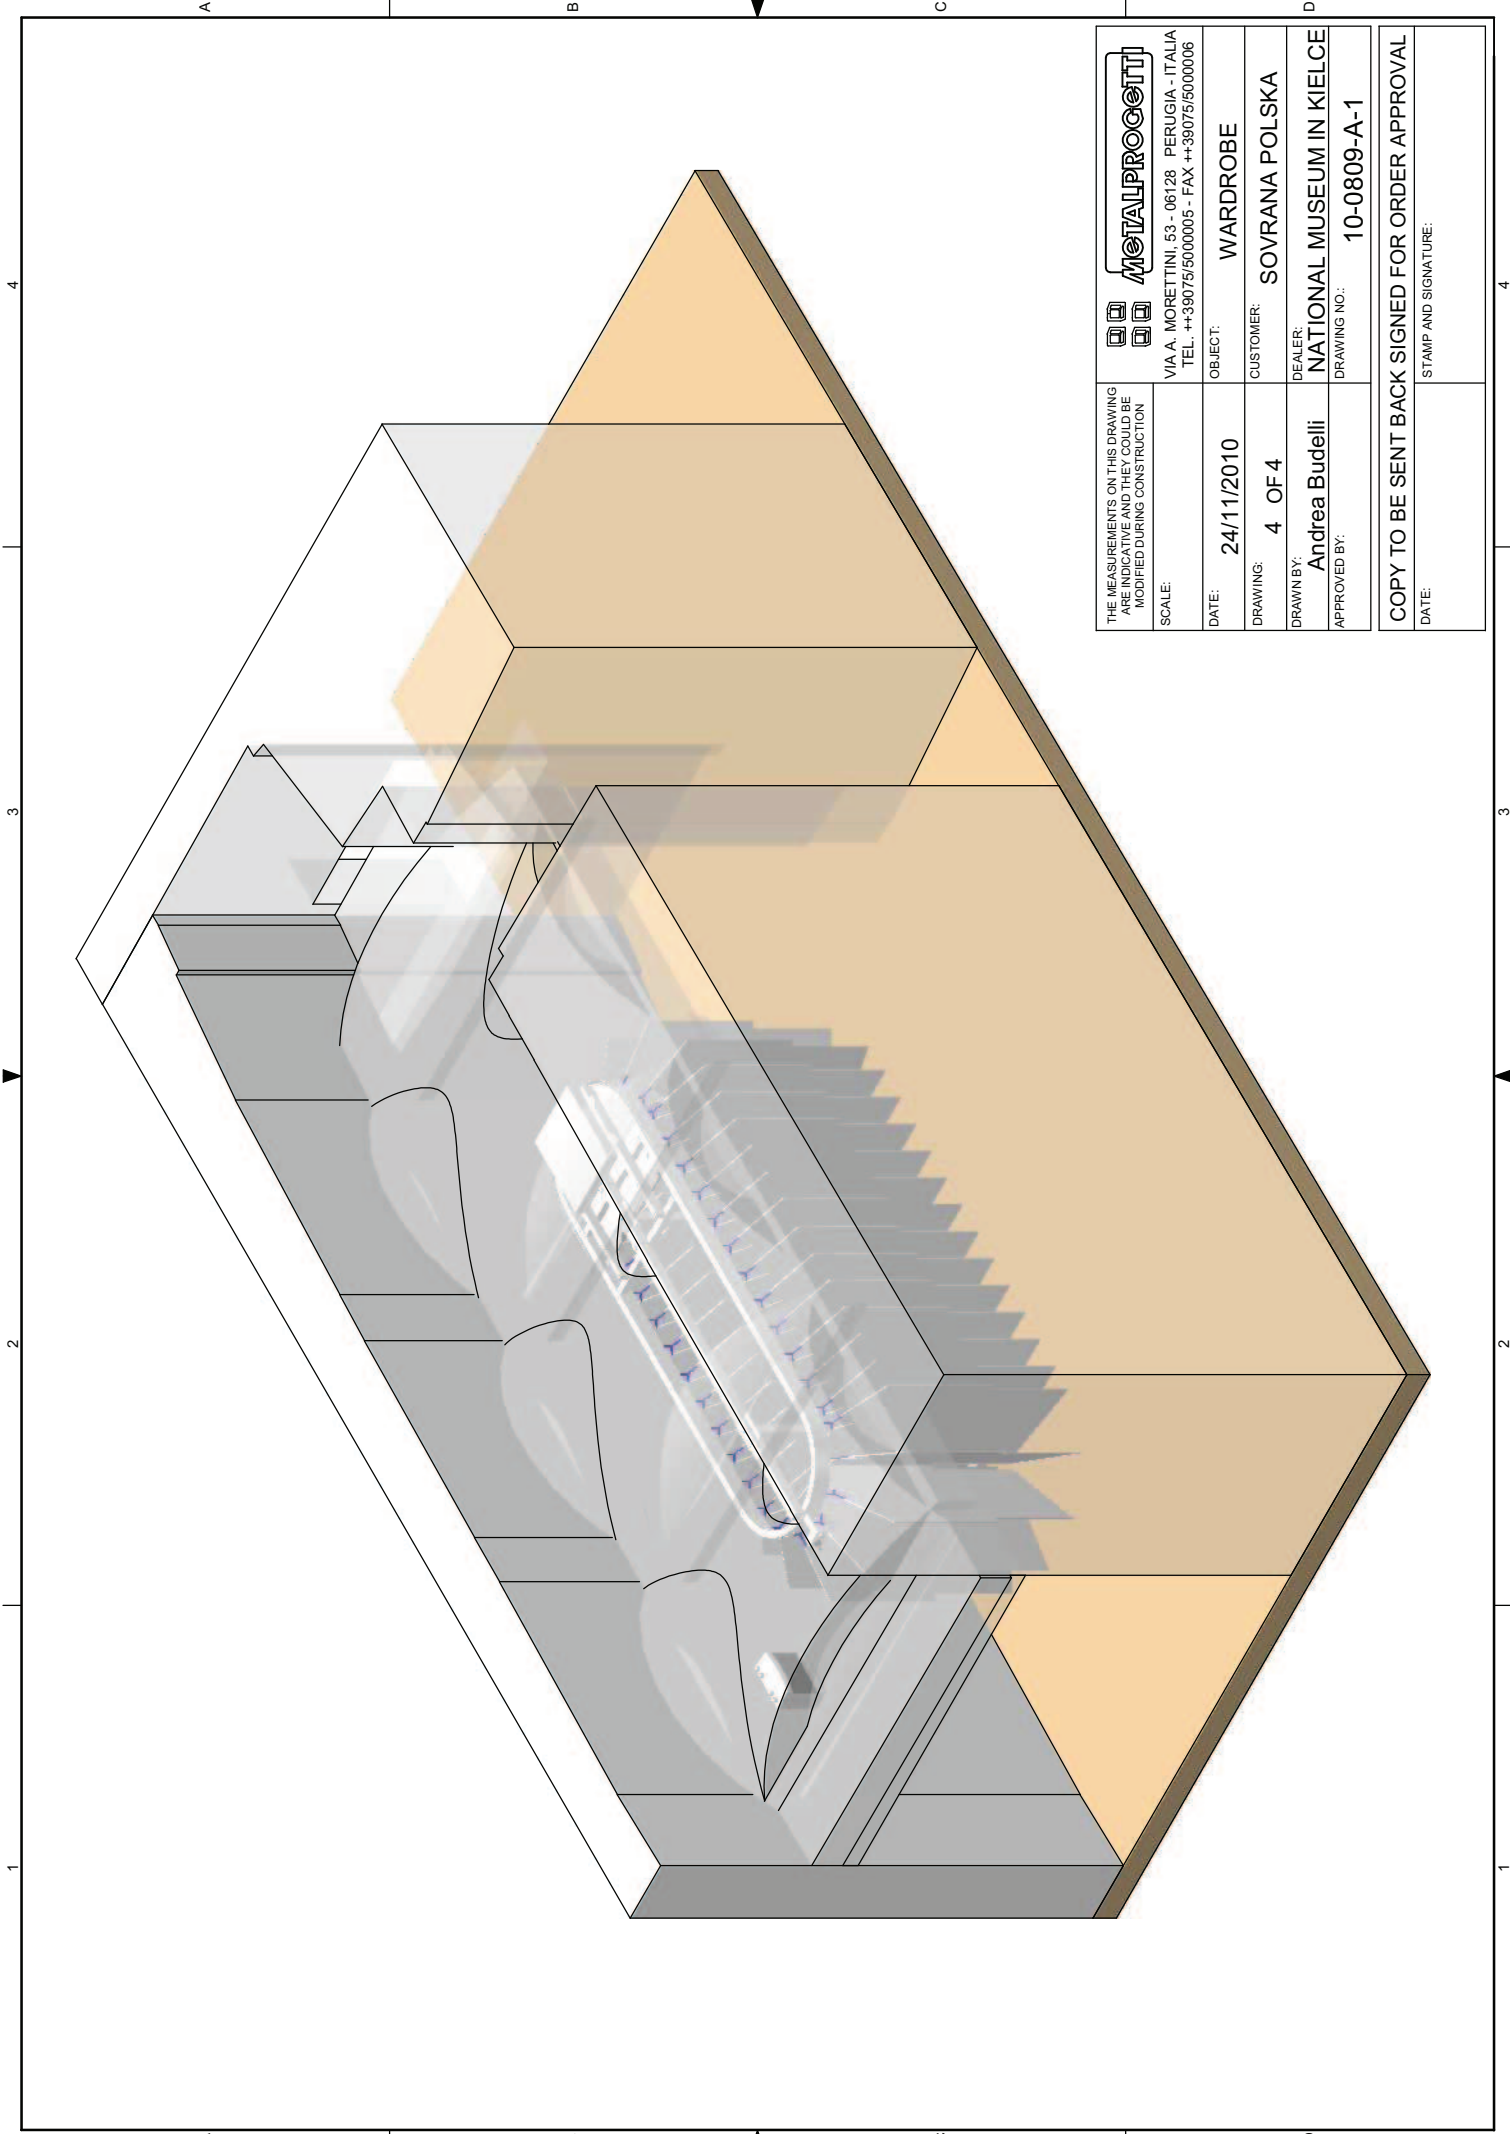 A
B
C
D
1
2
3
4
1
2
3
4
METALPROGETTI
VIA A. MORETTINI, 53 - 06128 PERUGIA - ITALIA
TEL. ++39075/5000005 - FAX ++39075/5000006
THE MEASUREMENTS ON THIS DRAWING
ARE INDICATIVE AND THEY COULD BE
MODIFIED DURING CONSTRUCTION
SCALE:
DATE:
24/11/2010
OBJECT:
WARDROBE
DRAWING:
4 OF 4
CUSTOMER:
SOVRANA POLSKA
DRAWN BY:
Andrea Budelli
DEALER:
NATIONAL MUSEUM IN KIELCE
APPROVED BY:
DRAWING NO.:
10-0809-A-1
COPY TO BE SENT BACK SIGNED FOR ORDER APPROVAL
DATE:
STAMP AND SIGNATURE: